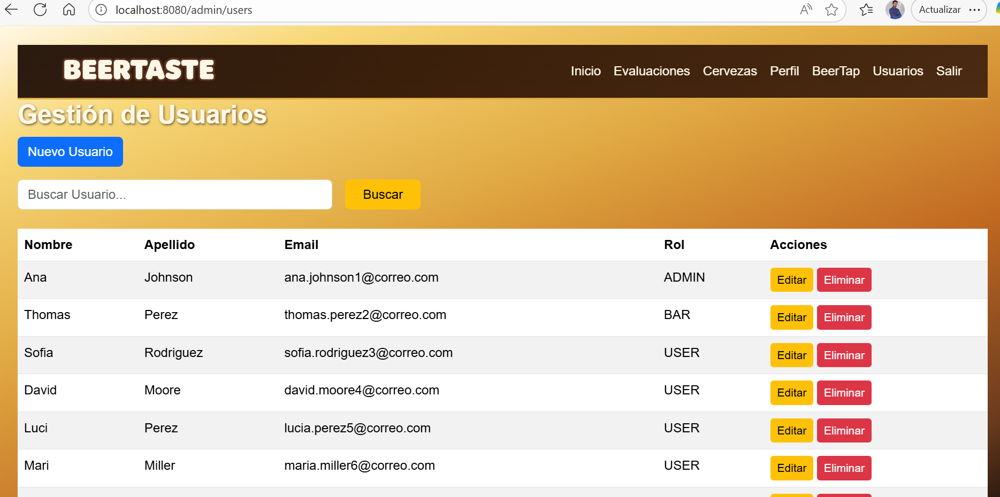 localhost:8080/admin/users
Actualizar
BEERTASTE
Inicio Evaluaciones Cervezas Perfil BeerTap Usuarios Salir
Gestión de Usuarios
Nuevo Usuario
Buscar Usuario...
Buscar
Nombre Apellido Email Rol Acciones
Ana Johnson ana.johnson1@correo.com ADMIN Editar Eliminar
Thomas Perez thomas.perez2@correo.com BAR Editar Eliminar
Sofia Rodriguez sofia.rodriguez3@correo.com USER Editar Eliminar
David Moore david.moore4@correo.com USER Editar Eliminar
Luci Perez lucia.perez5@correo.com USER Editar Eliminar
Mari Miller maria.miller6@correo.com USER Editar Eliminar